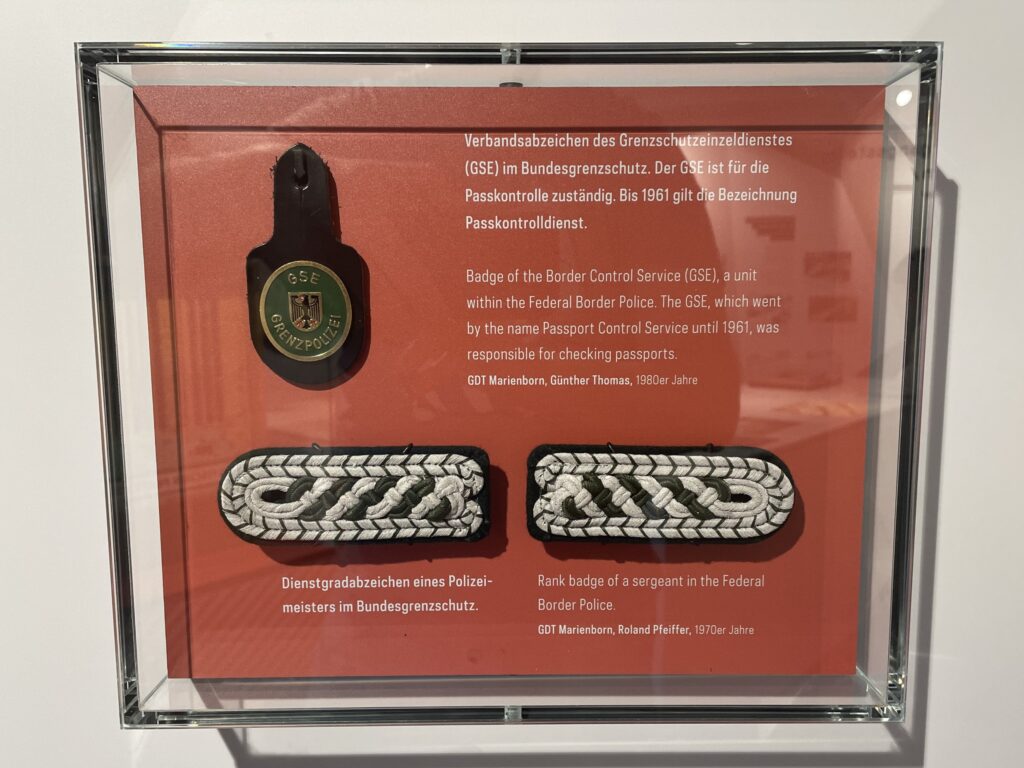 GSE
GRENZPOLIZEI
Verbandsabzeichen des Grenzschutzeinzeldienstes
(GSE) im Bundesgrenzschutz. Der GSE ist für die
Passkontrolle zuständig. Bis 1961 gilt die Bezeichnung
Passkontrolldienst.
Badge of the Border Control Service (GSE), a unit
within the Federal Border Police. The GSE, which went
by the name Passport Control Service until 1961, was
responsible for checking passports.
GDT Marienborn, Günther Thomas, 1980er Jahre
Dienstgradabzeichen eines Polizei-
meisters im Bundesgrenzschutz.
Rank badge of a sergeant in the Federal
Border Police.
GDT Marienborn, Roland Pfeiffer, 1970er Jahre